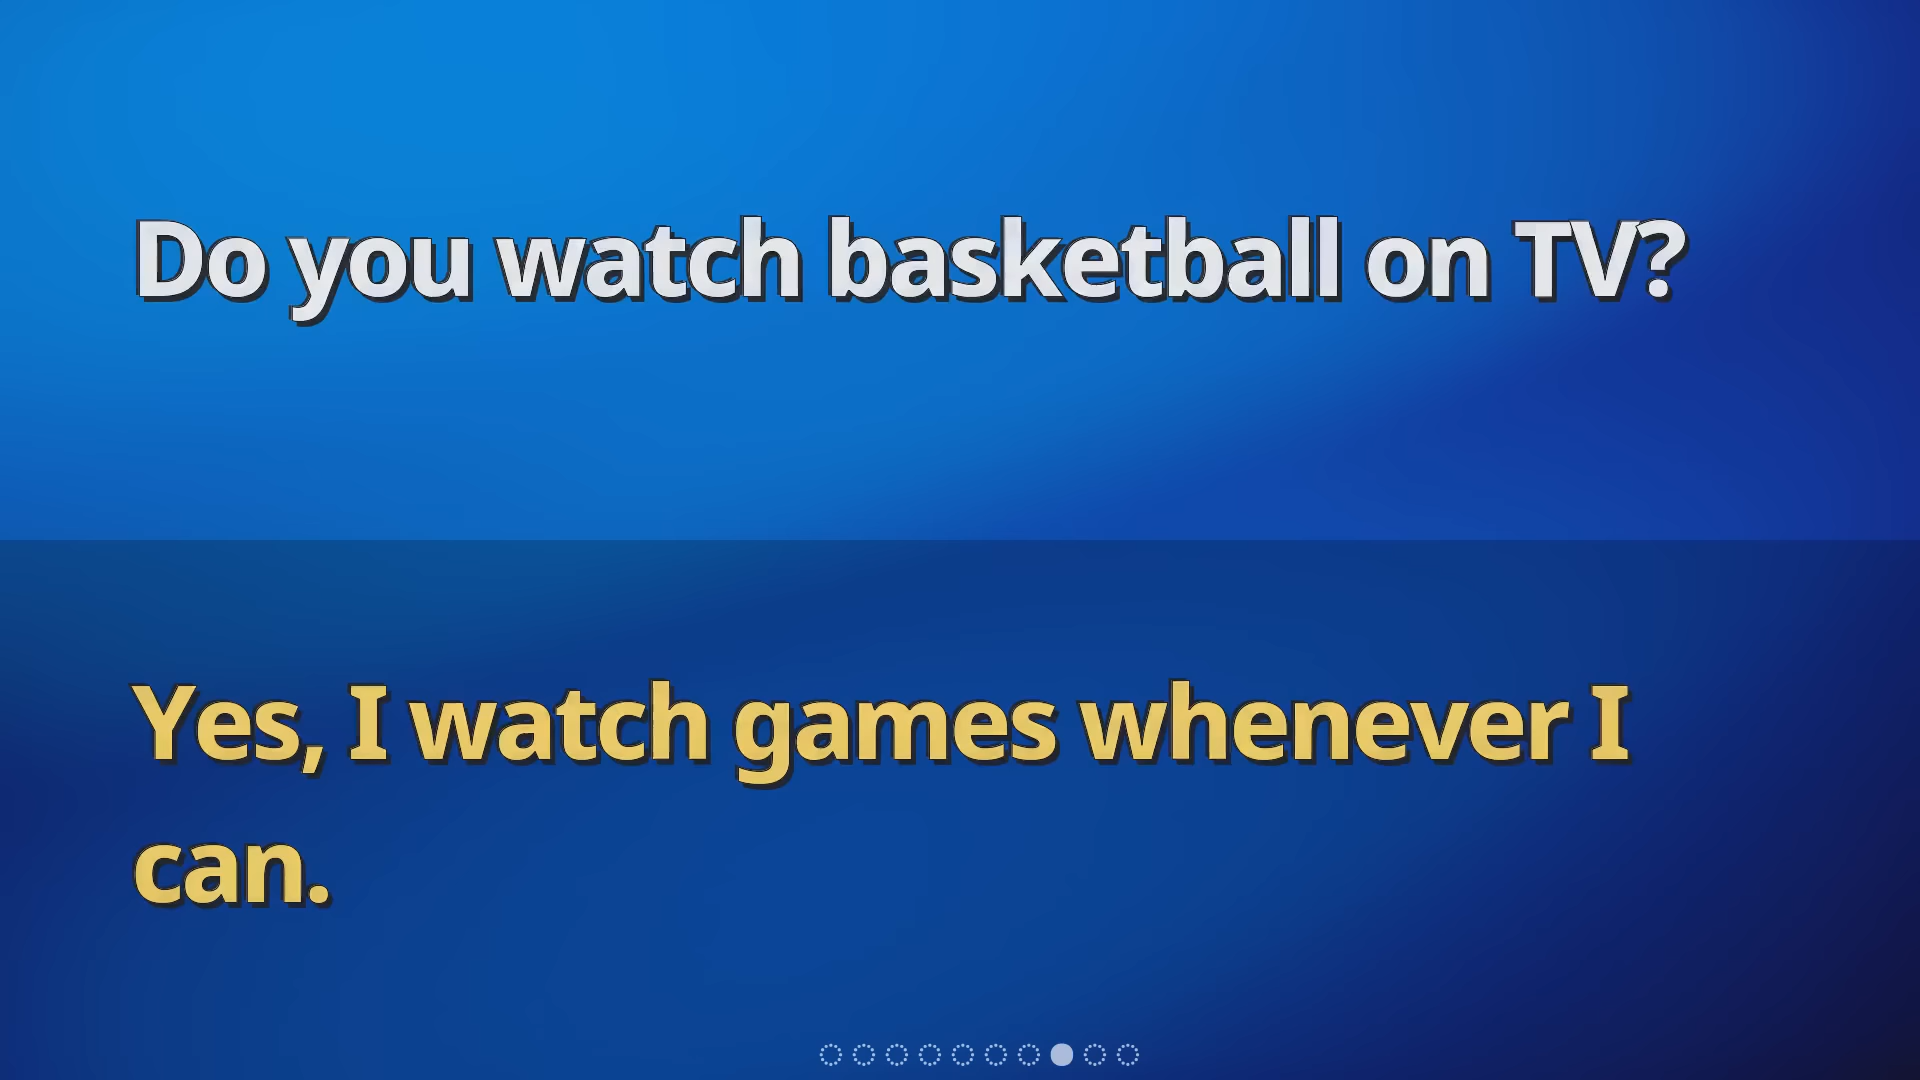 Do you watch basketball on TV?
Yes, I watch games whenever I
can.